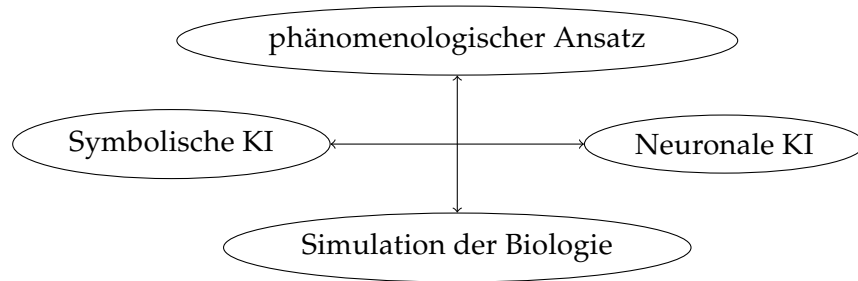 phänomenologischer Ansatz
Symbolische KI
Neuronale KI
Simulation der Biologie